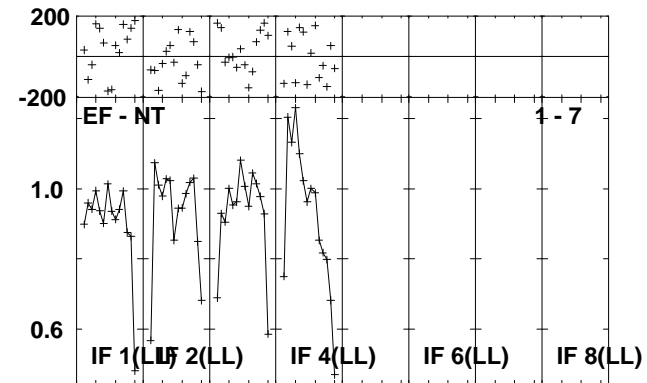 200
-200
EF - NT 1 - 7
1.0
0.6
IF 1(LL) IF 2(LL) IF 4(LL) IF 6(LL) IF 8(LL)